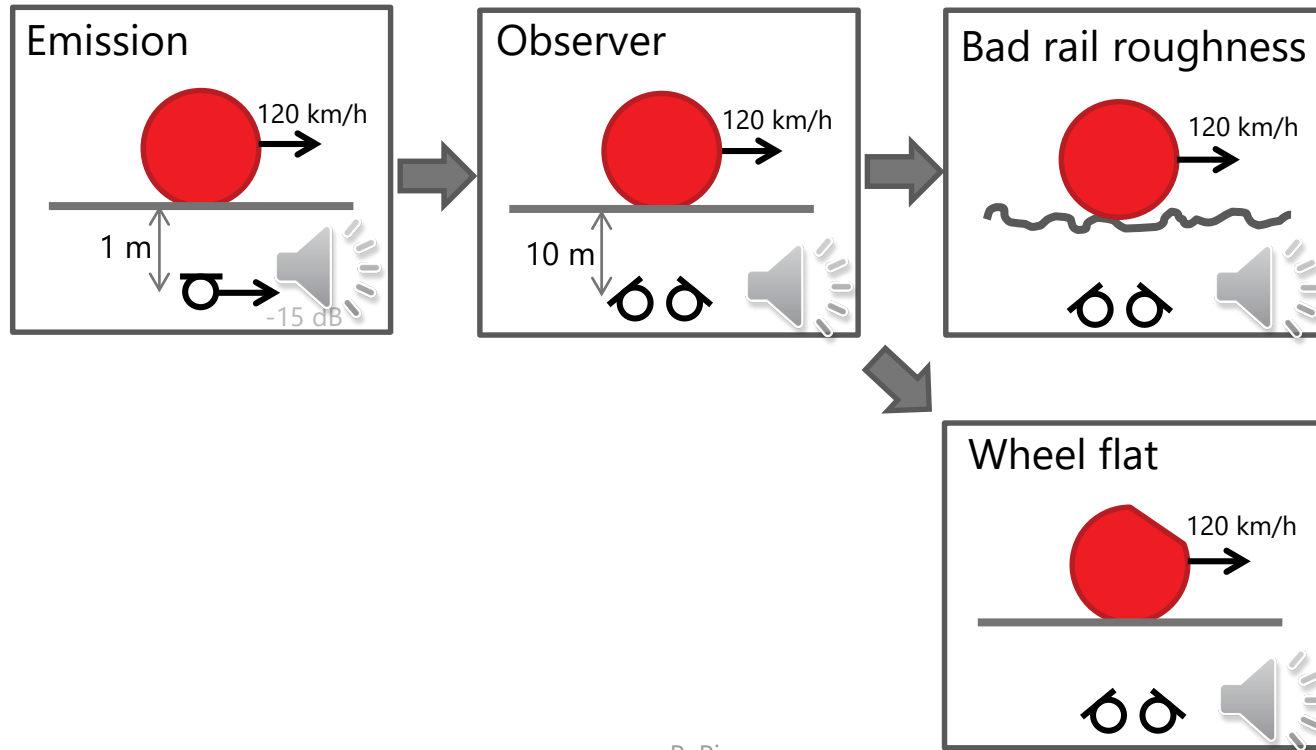 Emission
120 km/h
1 m
-15 dB
Observer
120 km/h
10 m
Bad rail roughness
120 km/h
Wheel flat
120 km/h